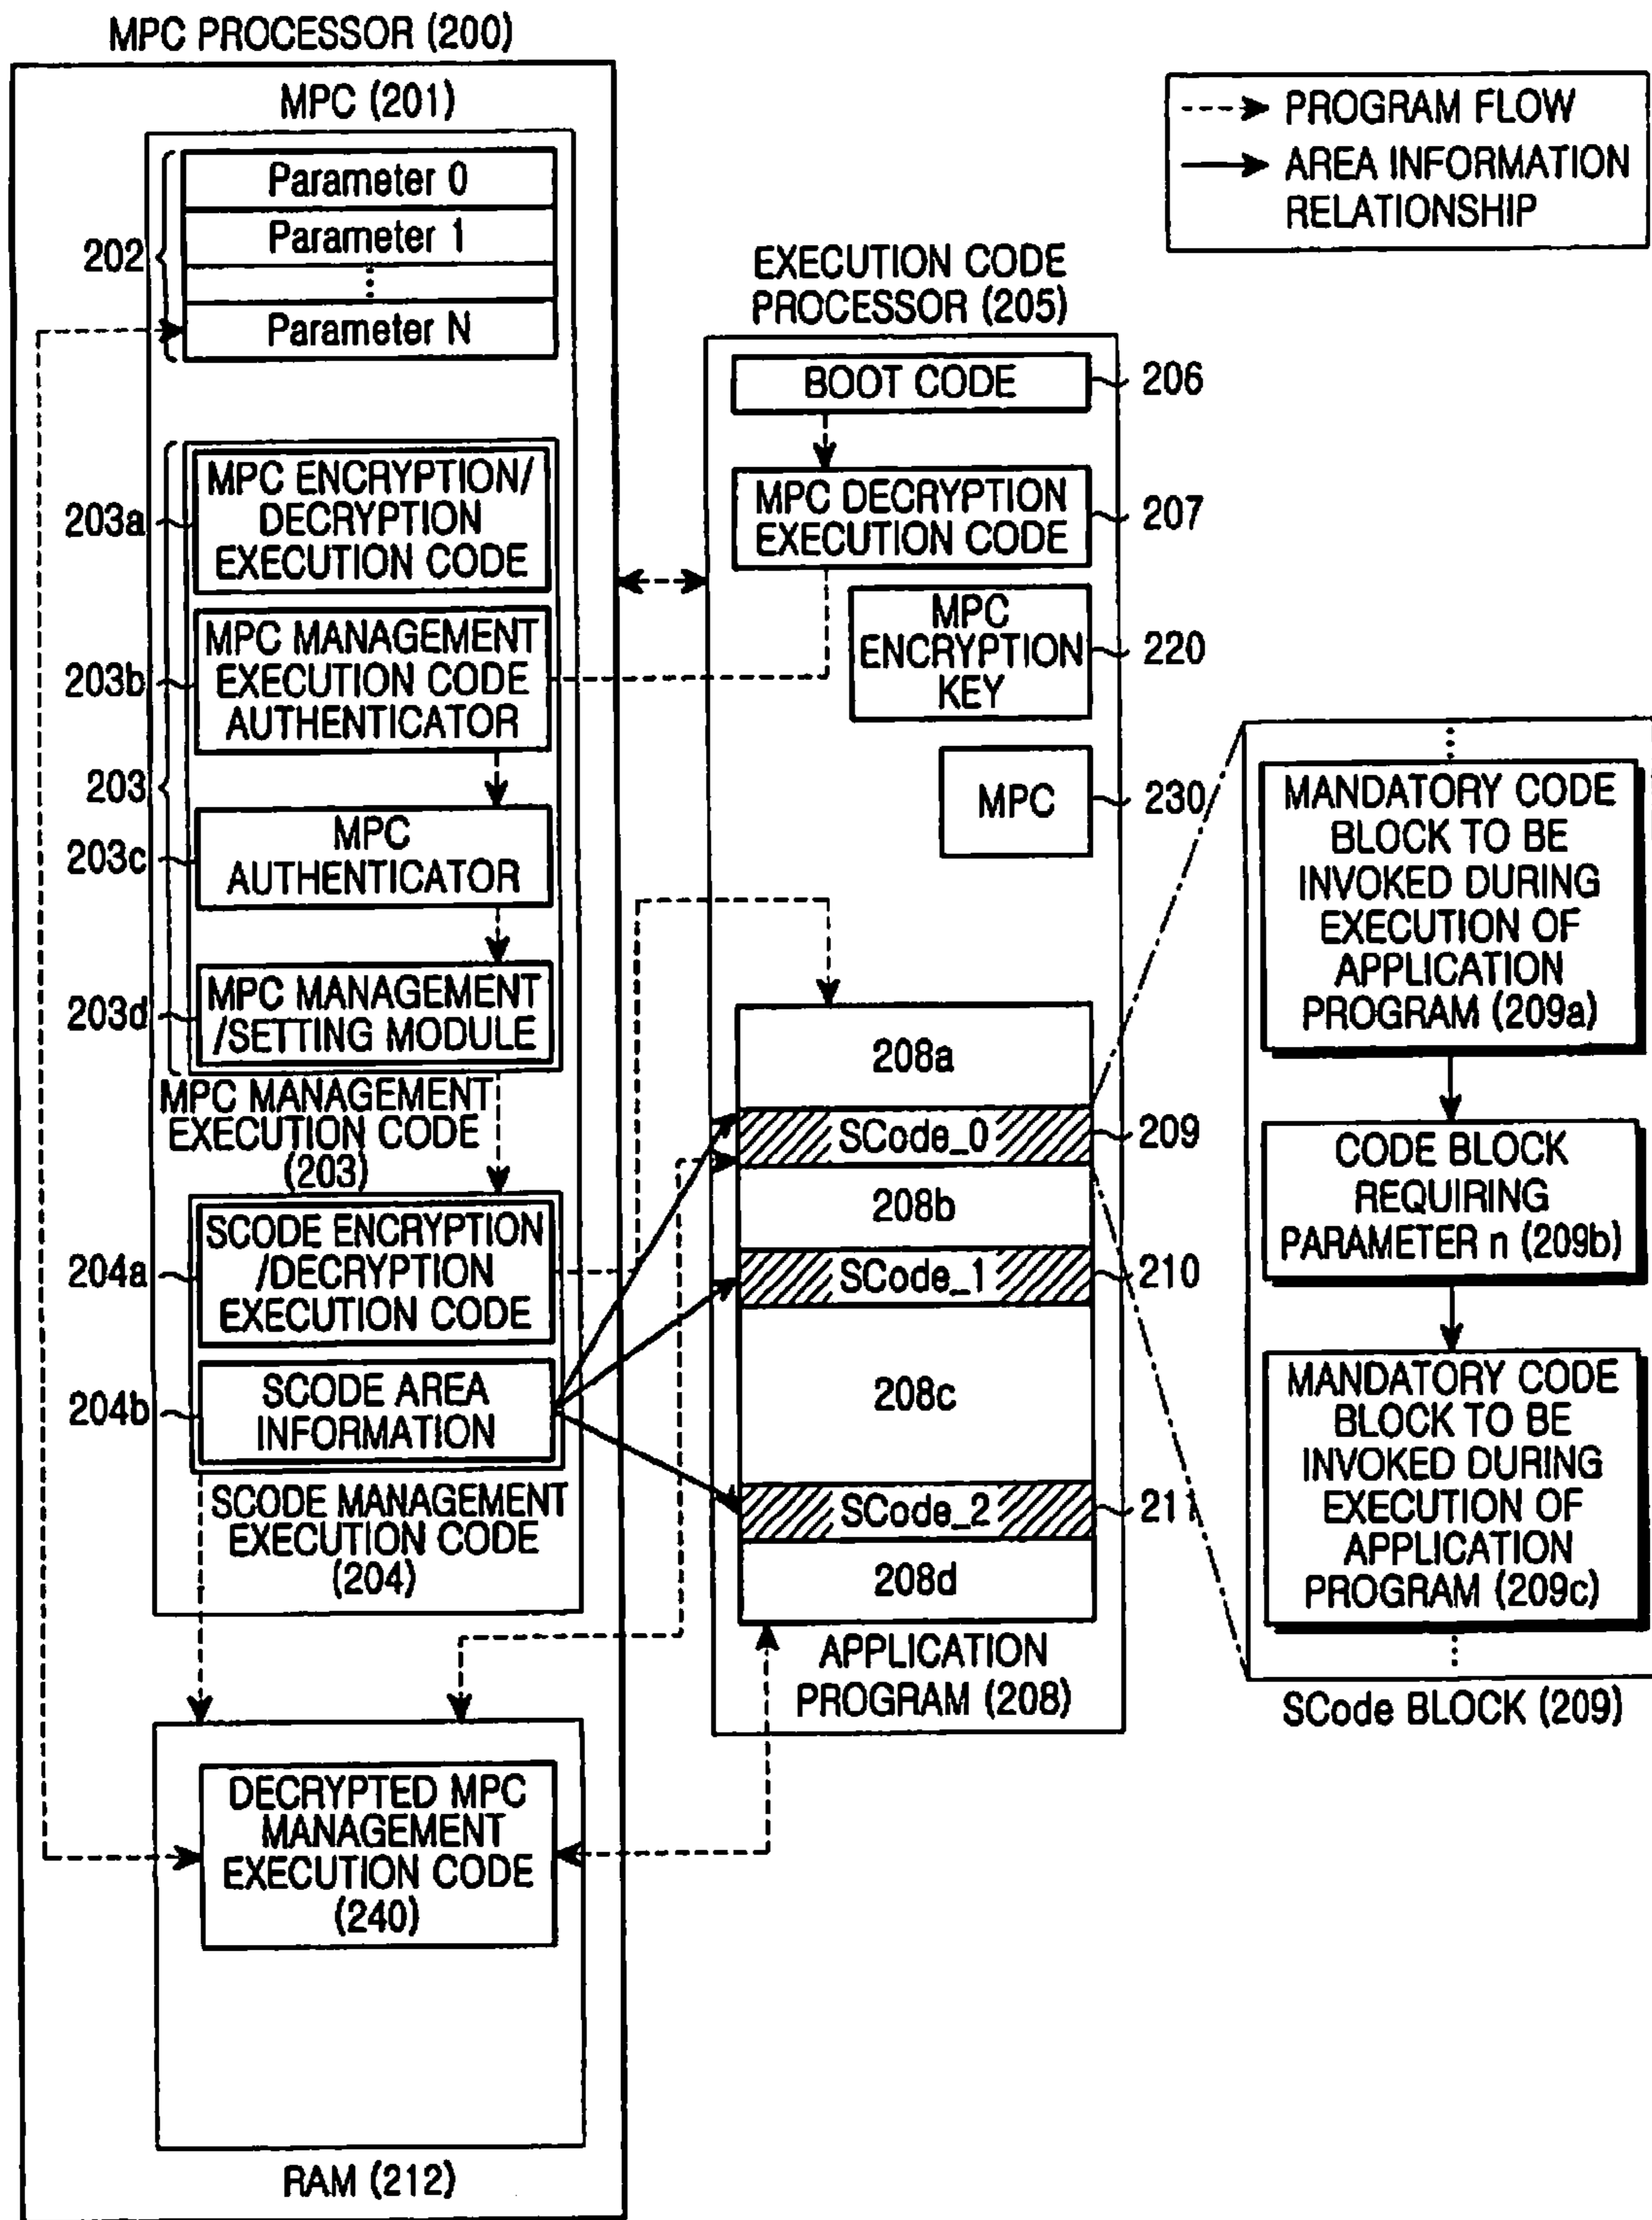 MPC PROCESSOR (200)
MPC (201)
Parameter 0
Parameter 1
Parameter N
202
203a
MPC ENCRYPTION/
DECRYPTION
EXECUTION CODE
203b
MPC MANAGEMENT
EXECUTION CODE
AUTHENTICATOR
203
203c
MPC
AUTHENTICATOR
203d
MPC MANAGEMENT
/SETTING MODULE
MPC MANAGEMENT
EXECUTION CODE
(203)
204a
SCODE ENCRYPTION
/DECRYPTION
EXECUTION CODE
204b
SCODE AREA
INFORMATION
SCODE MANAGEMENT
EXECUTION CODE
(204)
DECRYPTED MPC
MANAGEMENT
EXECUTION CODE
(240)
RAM (212)
EXECUTION CODE
PROCESSOR (205)
BOOT CODE
206
MPC DECRYPTION
EXECUTION CODE
207
MPC
ENCRYPTION
KEY
220
MPC
230
208a
SCode_0
209
208b
SCode_1
210
208c
SCode_2
211
208d
APPLICATION
PROGRAM (208)
PROGRAM FLOW
AREA INFORMATION
RELATIONSHIP
MANDATORY CODE
BLOCK TO BE
INVOKED DURING
EXECUTION OF
APPLICATION
PROGRAM (209a)
CODE BLOCK
REQUIRING
PARAMETER n (209b)
MANDATORY CODE
BLOCK TO BE
INVOKED DURING
EXECUTION OF
APPLICATION
PROGRAM (209c)
SCode BLOCK (209)